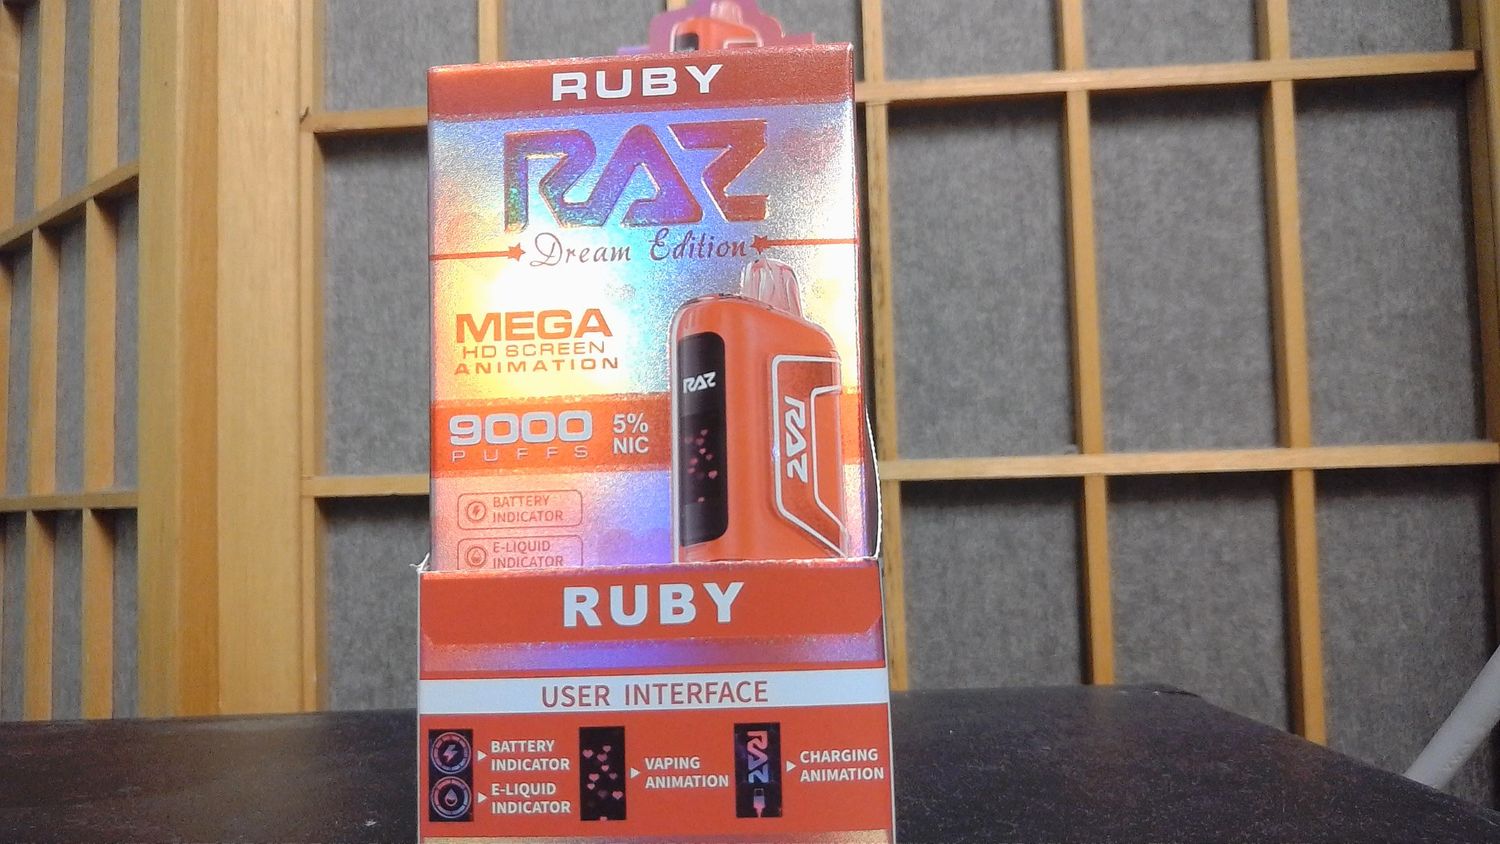 RUBY
RAZ
Dream Edition
MEGA
HD SCREEN
ANIMATION
9000
PUFFS
5%
NIC
RAZ
RAZ
BATTERY
INDICATOR
E-LIQUID
INDICATOR
RUBY
USER INTERFACE
BATTERY
INDICATOR
E-LIQUID
INDICATOR
VAPING
ANIMATION
RAZ
CHARGING
ANIMATION